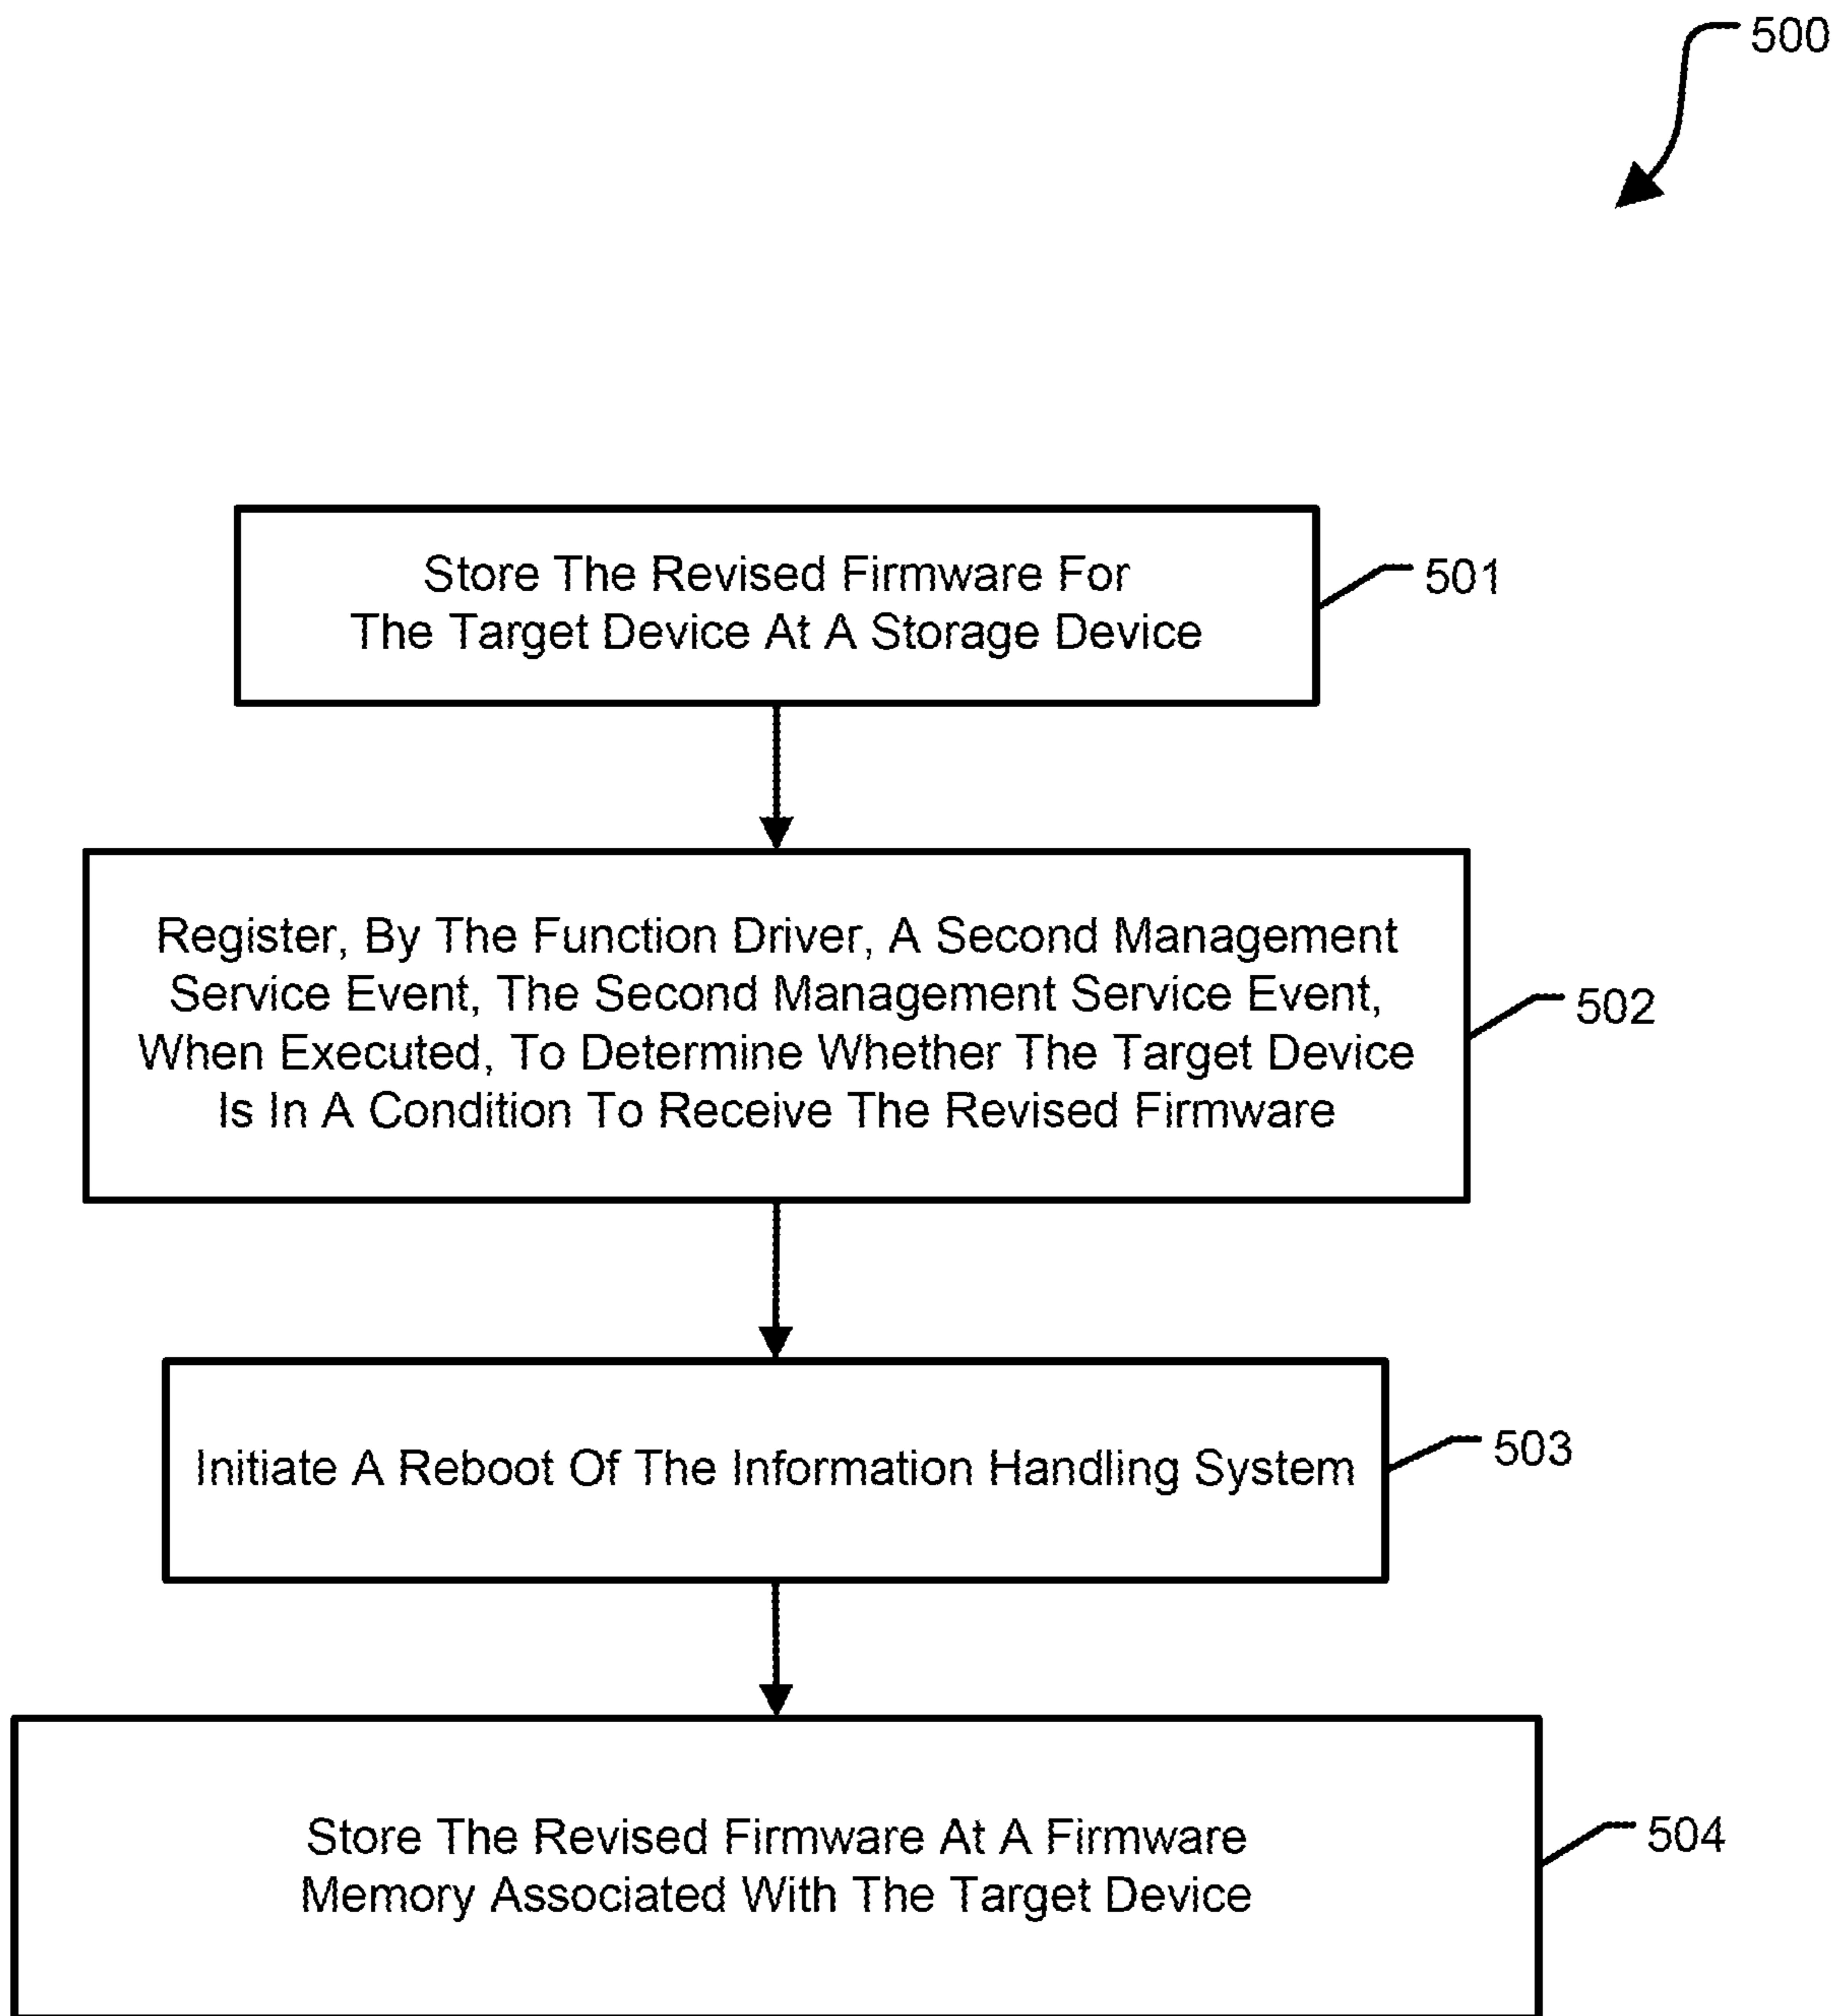 500
Store The Revised Firmware For
The Target Device At A Storage Device
501
Register, By The Function Driver, A Second Management
Service Event, The Second Management Service Event,
When Executed, To Determine Whether The Target Device
Is In A Condition To Receive The Revised Firmware
502
Initiate A Reboot Of The Information Handling System
503
Store The Revised Firmware At A Firmware
Memory Associated With The Target Device
504